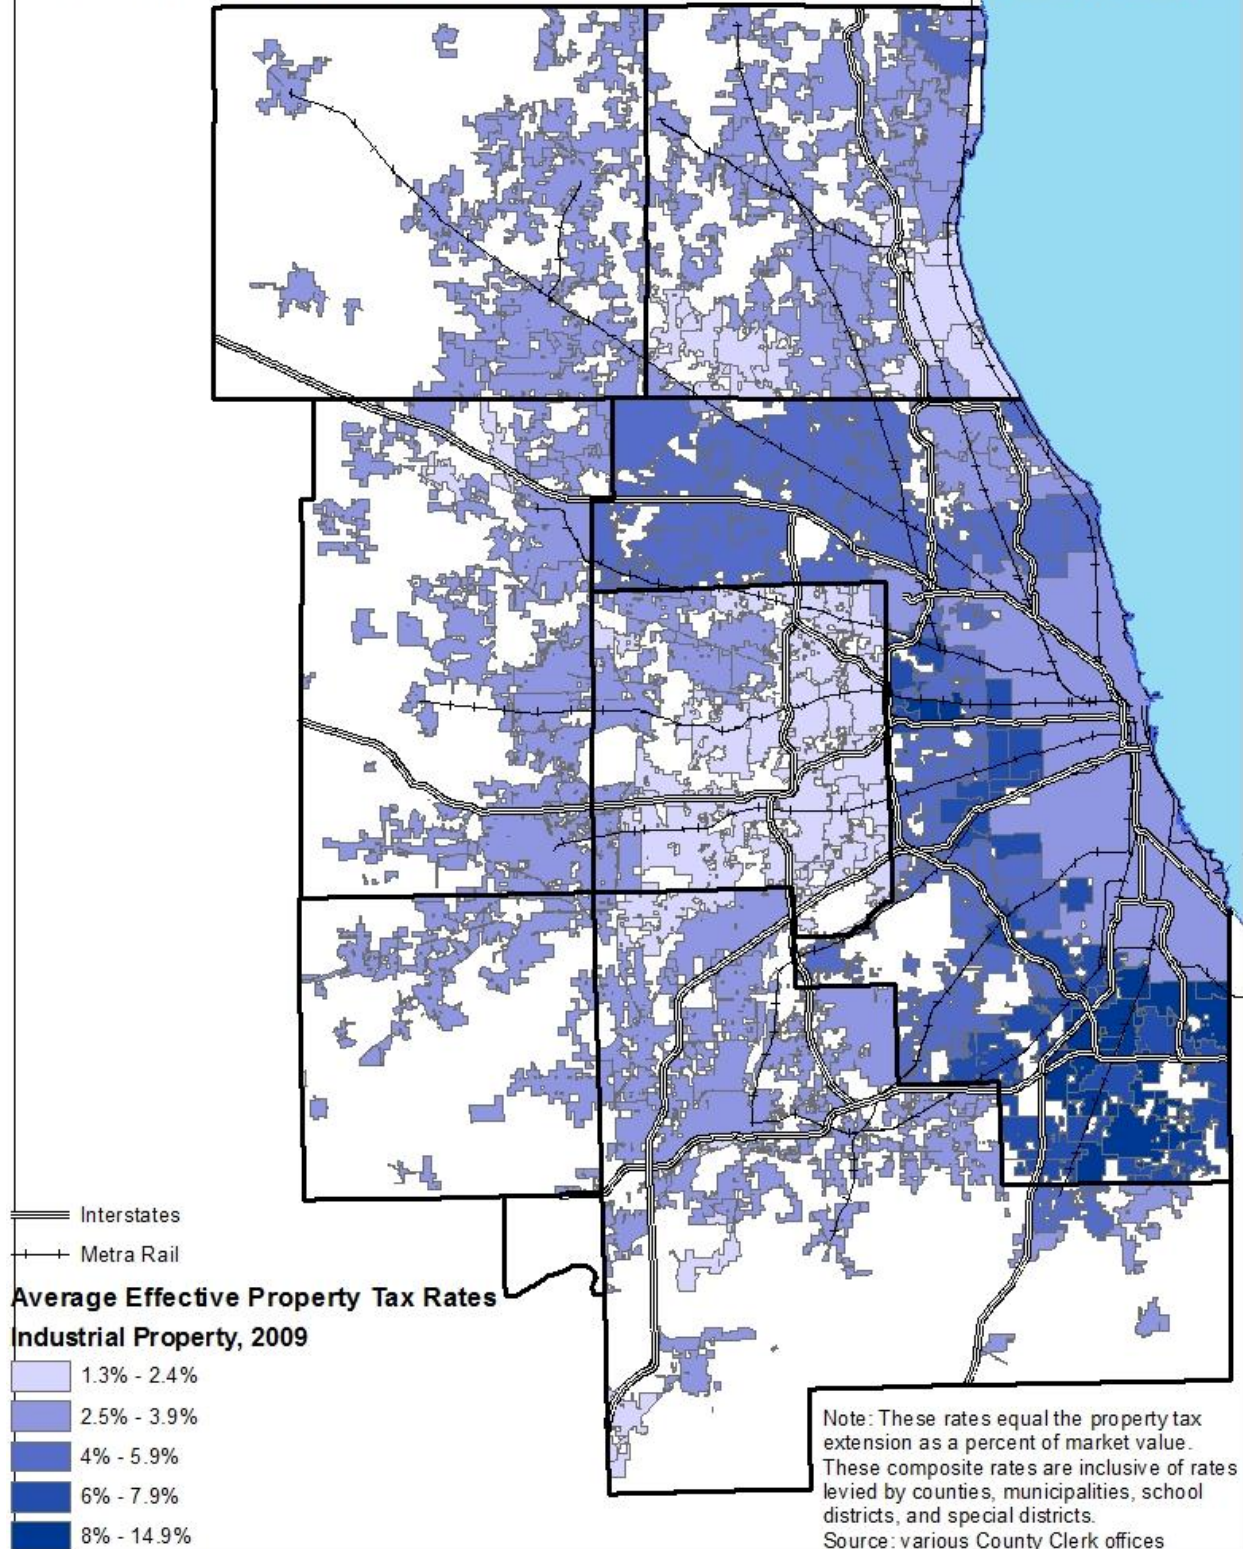 Interstates
Metra Rail
Average Effective Property Tax Rates
Industrial Property, 2009
1.3% - 2.4%
2.5% - 3.9%
4% - 5.9%
6% - 7.9%
8% - 14.9%
Note: These rates equal the property tax
extension as a percent of market value.
These composite rates are inclusive of rates
levied by counties, municipalities, school
districts, and special districts.
Source: various County Clerk offices